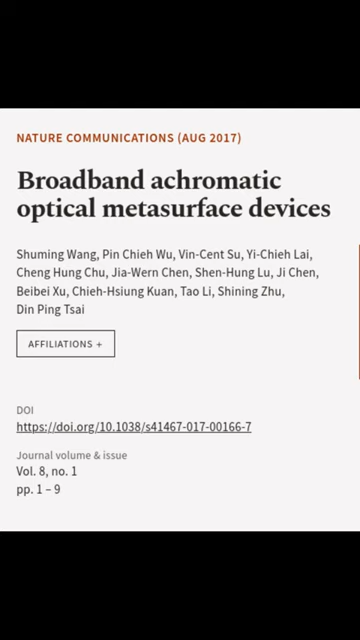 NATURE COMMUNICATIONS (AUG 2017)
Broadband achromatic
optical metasurface devices
Shuming Wang, Pin Chieh Wu, Vin-Cent Su, Yi-Chieh Lai,
Cheng Hung Chu, Jia-Wern Chen, Shen-Hung Lu, Ji Chen,
Beibei Xu, Chieh-Hsiung Kuan, Tao Li, Shining Zhu,
Din Ping Tsai
AFFILIATIONS +
DOI
https://doi.org/10.1038/s41467-017-00166-7
Journal volume & issue
Vol. 8, no. 1
pp. 1 – 9